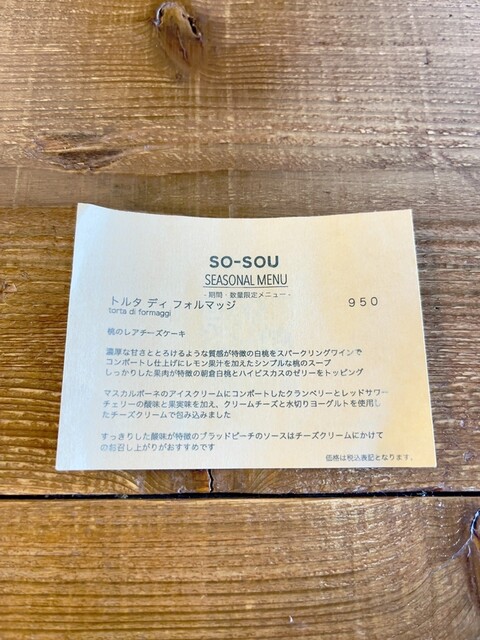 SO-SOU
SEASONAL MENU
- 期間・数量限定メニュー -
トルタ ディ フォルマッジ 950
torta di formaggi
桃のレアチーズケーキ
濃厚な甘さととろけるような質感が特徴の白桃をスパークリングワインで
コンポートし仕上げにレモン果汁を加えたシンプルな桃のスープ
しっかりした果肉が特徴の朝倉白桃とハイビスカスのゼリーをトッピング
マスカルポーネのアイスクリームにコンポートしたクランベリーとレッドサワー
チェリーの酸味と果実味を加え、クリームチーズと水切りヨーグルトを使用し
たチーズクリームで包み込みました
すっきりした酸味が特徴のブラッドピーチのソースはチーズクリームにかけて
のお召し上がりがおすすめです
価格は税込表記となります。